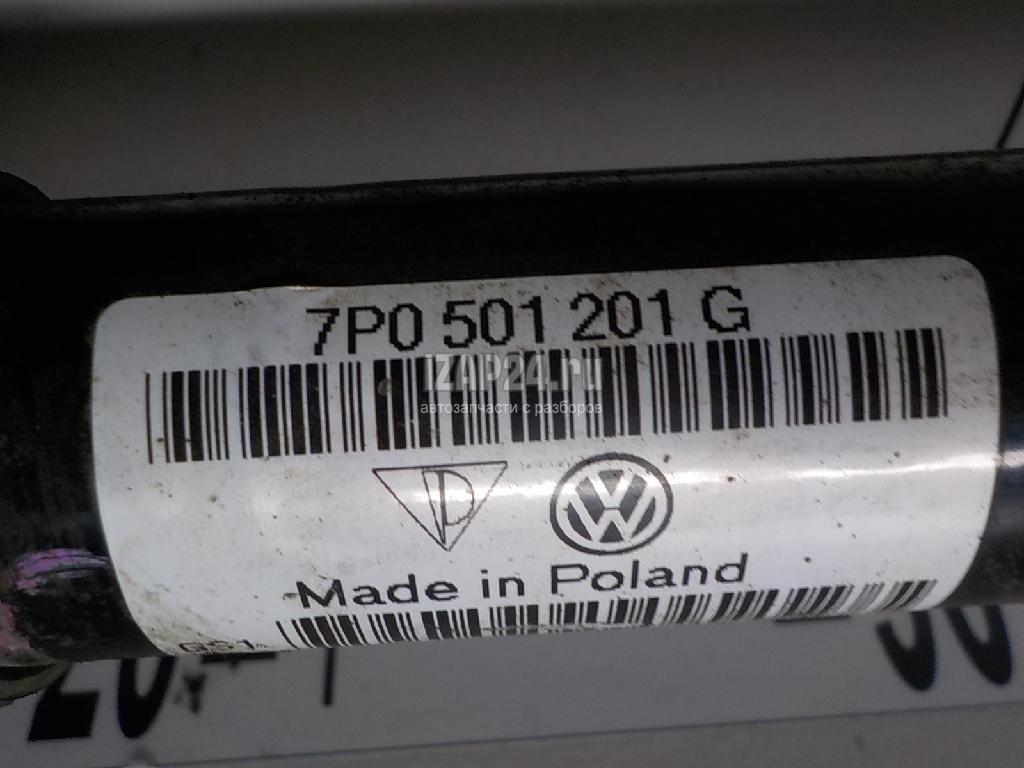 7P0 501 201 G
iZAP24.ru
автозапчасти с разборов
Made in Poland